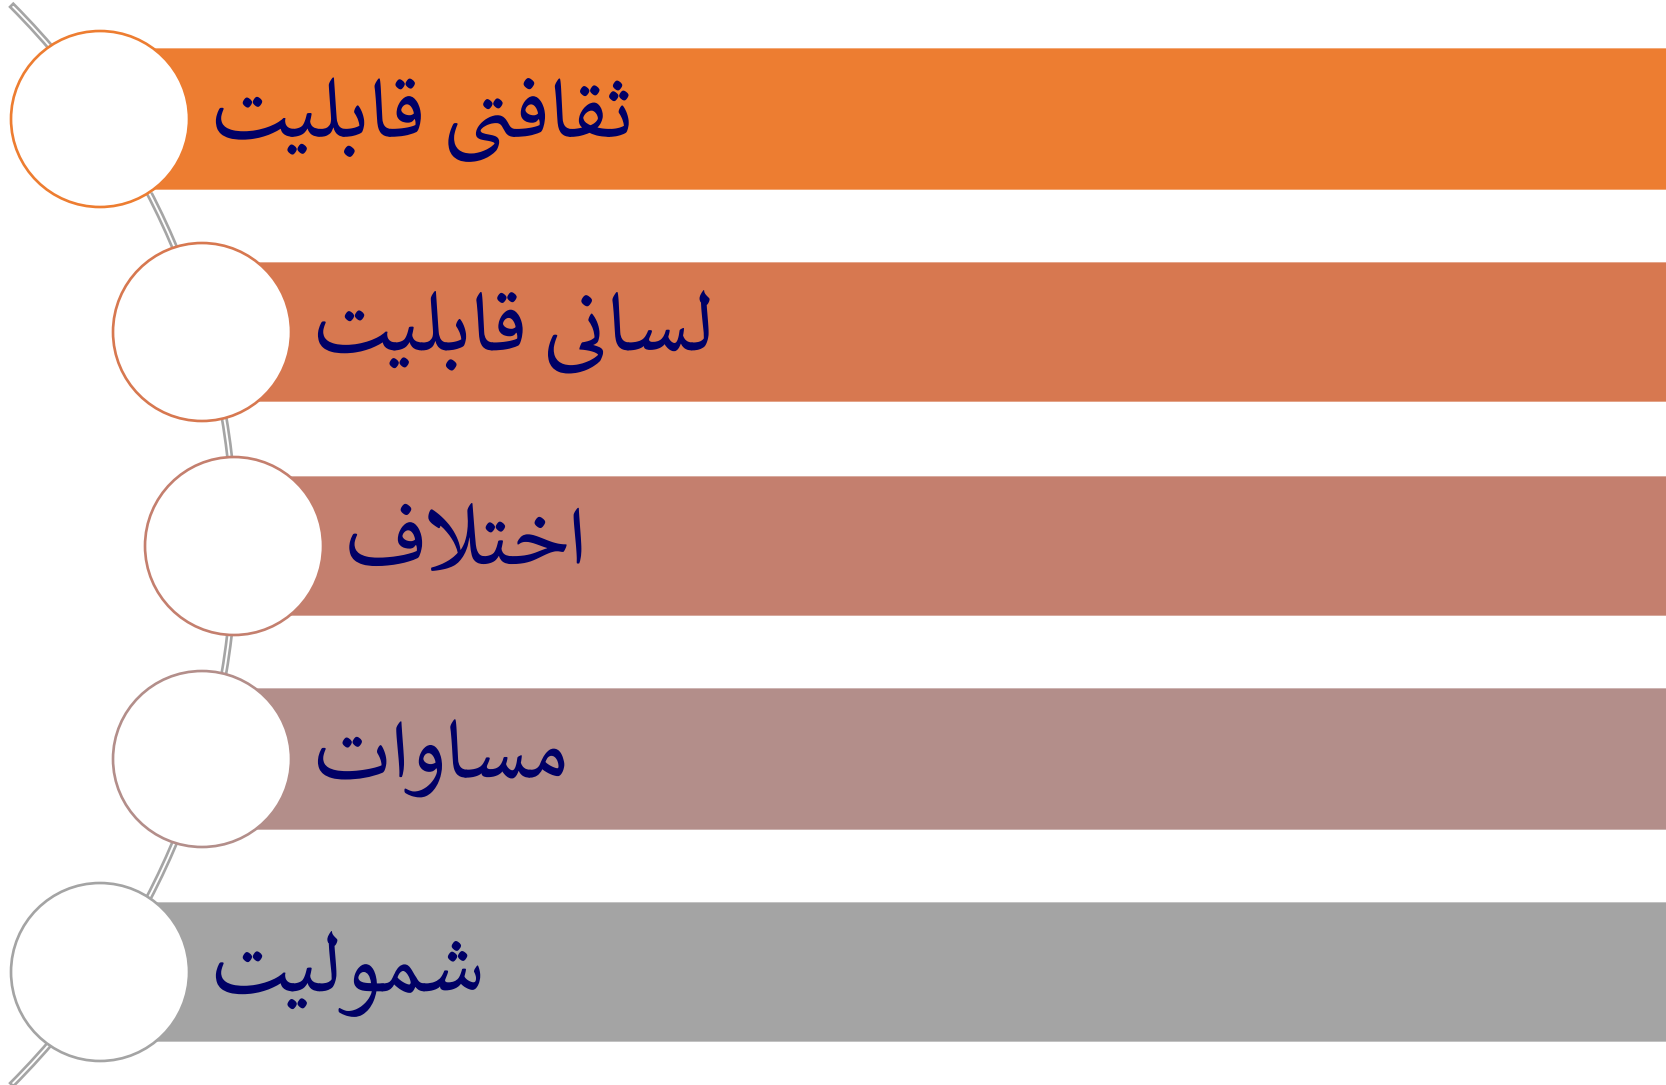 ثقافتی قابلیت
لسانی قابلیت
اختلاف
مساوات
شمولیت